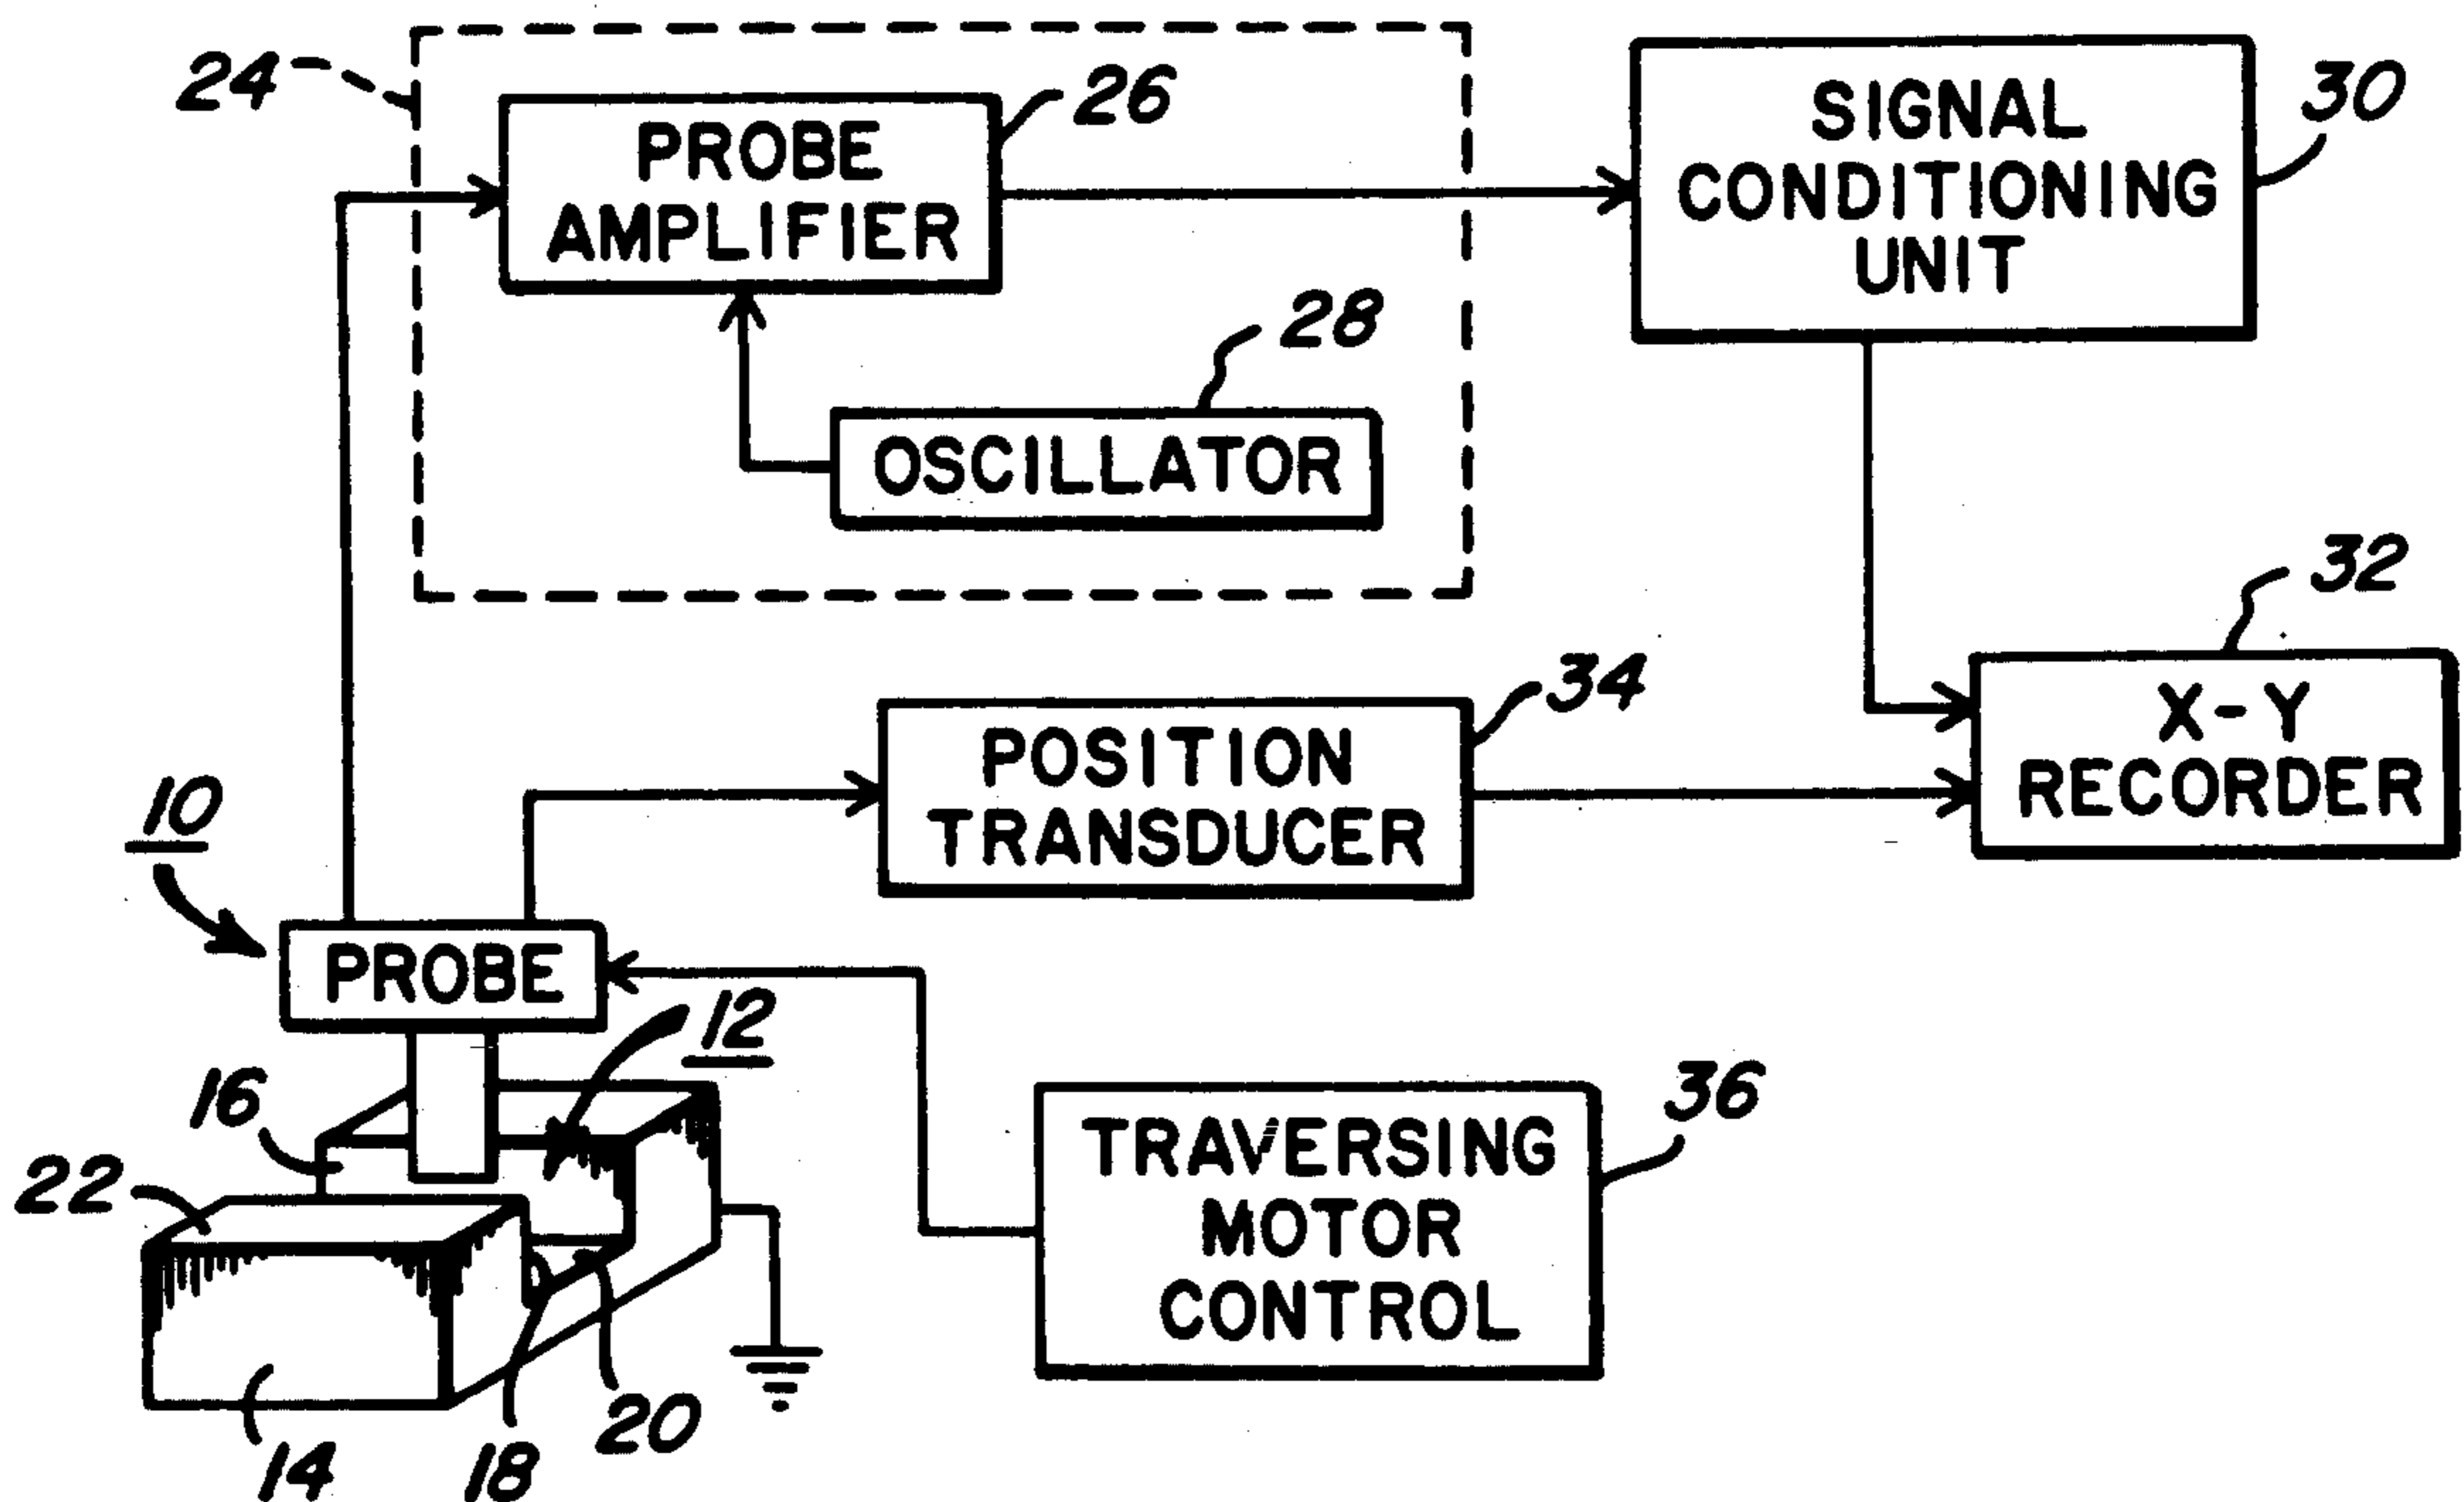 24
PROBE
AMPLIFIER
26
SIGNAL
CONDITIONING
UNIT
30
28
OSCILLATOR
32
X-Y
RECORDER
34
POSITION
TRANSDUCER
10
PROBE
12
16
22
TRAVERSING
MOTOR
CONTROL
36
14
18
20